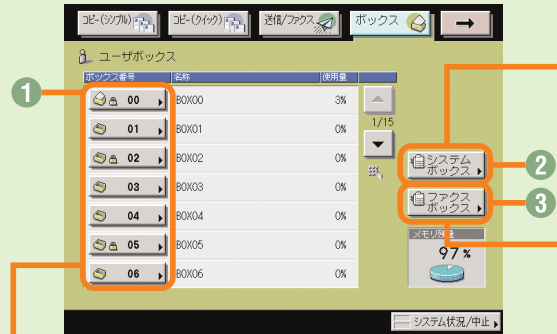 コピー(シンプル)
コピー(クイック)
送信/ファクス
ボックス
→
ユーザボックス
ボックス番号 名称 使用量
1
00 BOX00 3%
01 BOX01 0%
1/15
02 BOX02 0%
システム
ボックス
2
03 BOX03 0%
ファクス
ボックス
3
04 BOX04 0%
メモリ残量
05 BOX05 0%
97%
06 BOX06 0%
システム状況/中止